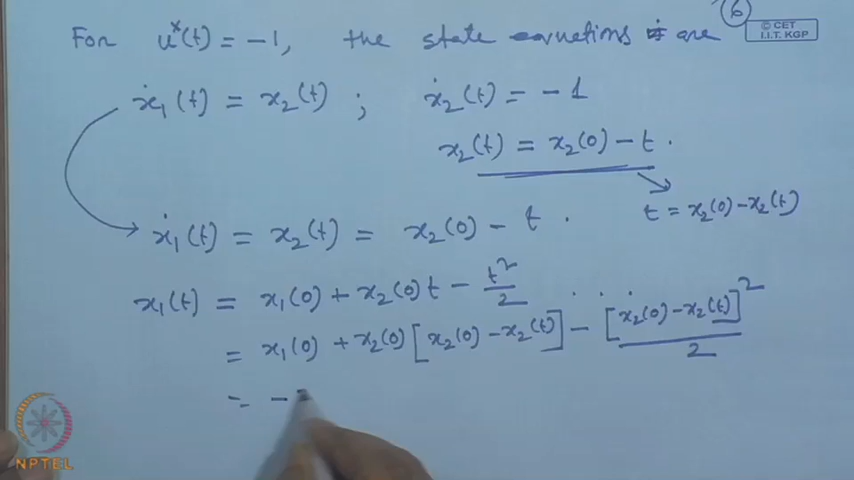 6
© CET
I.I.T. KGP
For u*(t) = -1, the state equations are
ẋ₁(t) = x₂(t) ; ẋ₂(t) = -1
x₂(t) = x₂(0) - t.
t = x₂(0) - x₂(t)
ẋ₁(t) = x₂(t) = x₂(0) - t.
x₁(t) = x₁(0) + x₂(0)t - t²/2
= x₁(0) + x₂(0)[x₂(0) - x₂(t)] - [x₂(0) - x₂(t)]²/2
= -
NPTEL